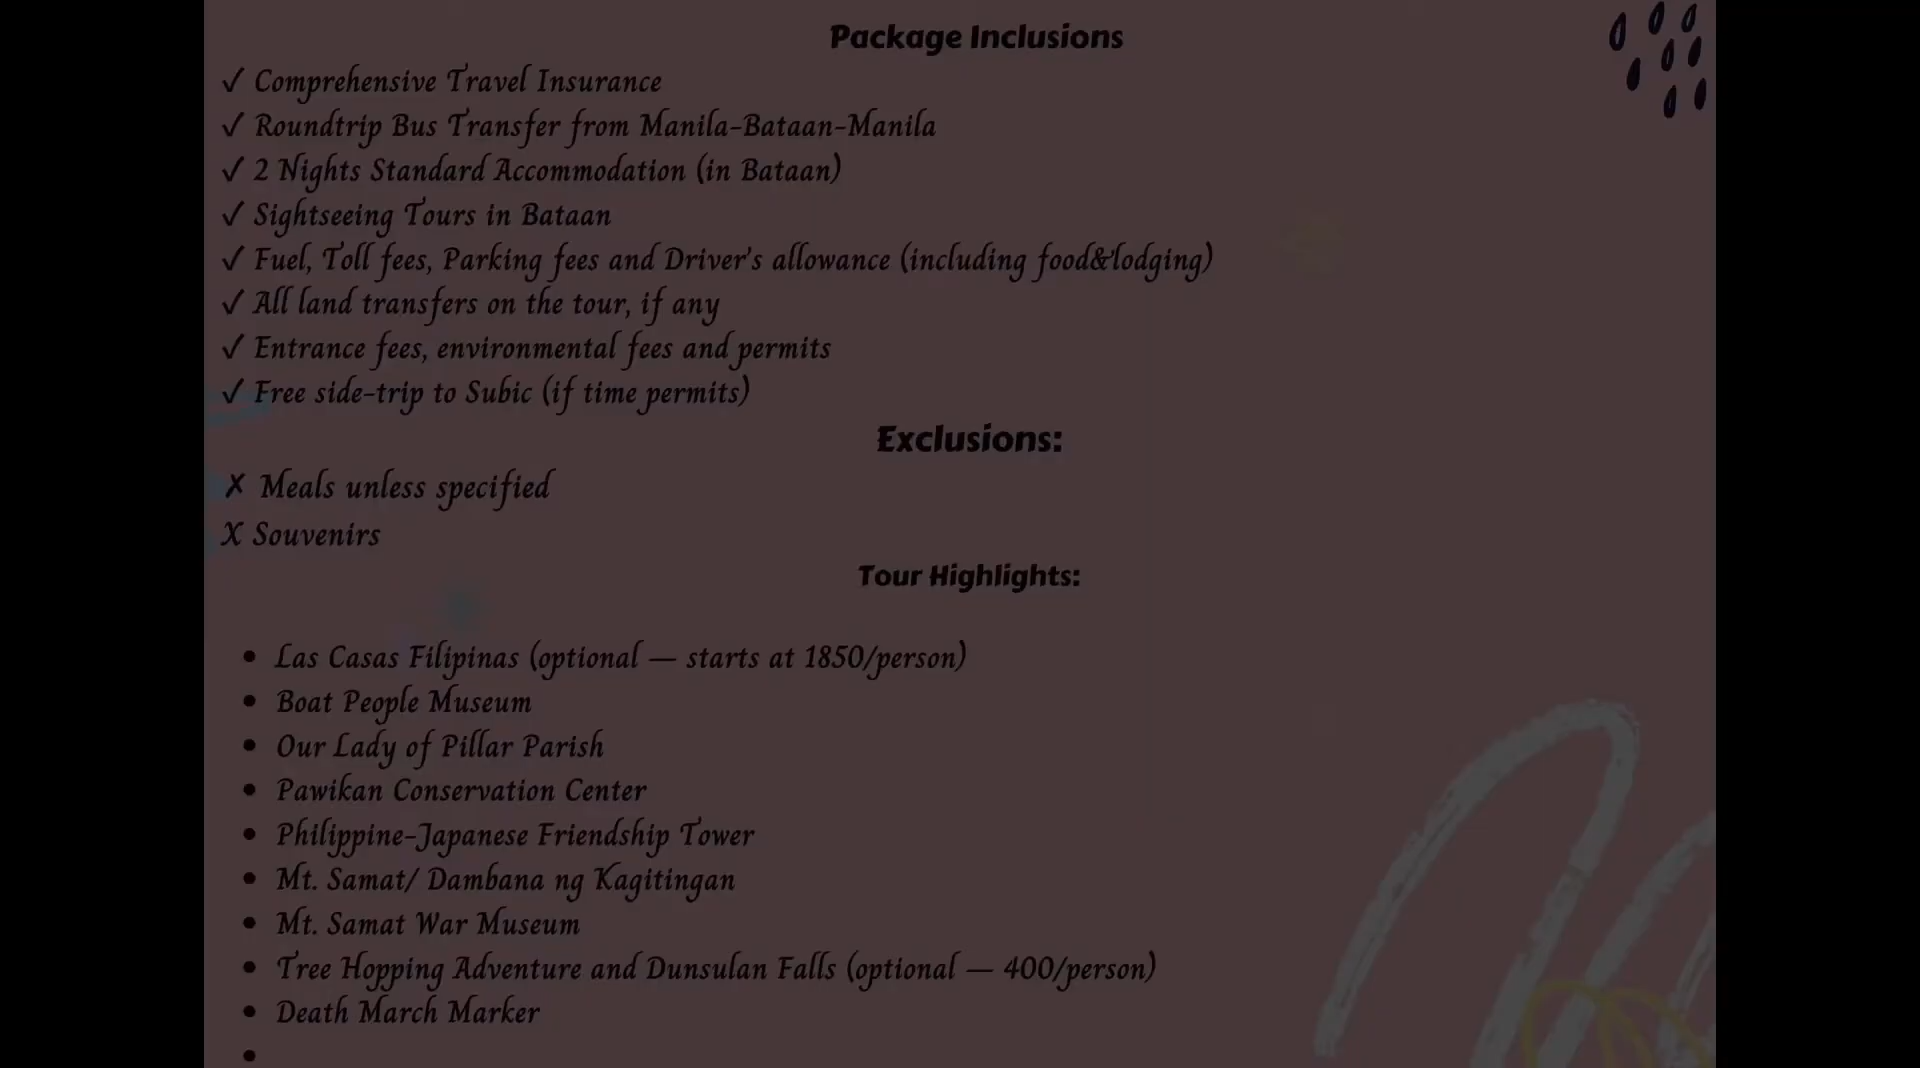 Package Inclusions
✓ Comprehensive Travel Insurance
✓ Roundtrip Bus Transfer from Manila-Bataan-Manila
✓ 2 Nights Standard Accommodation (in Bataan)
✓ Sightseeing Tours in Bataan
✓ Fuel, Toll fees, Parking fees and Driver's allowance (including food&lodging)
✓ All land transfers on the tour, if any
✓ Entrance fees, environmental fees and permits
✓ Free side-trip to Subic (if time permits)
Exclusions:
✗ Meals unless specified
X Souvenirs
Tour Highlights:
• Las Casas Filipinas (optional — starts at 1850/person)
• Boat People Museum
• Our Lady of Pillar Parish
• Pawikan Conservation Center
• Philippine-Japanese Friendship Tower
• Mt. Samat/ Dambana ng Kagitingan
• Mt. Samat War Museum
• Tree Hopping Adventure and Dunsulan Falls (optional — 400/person)
• Death March Marker
•